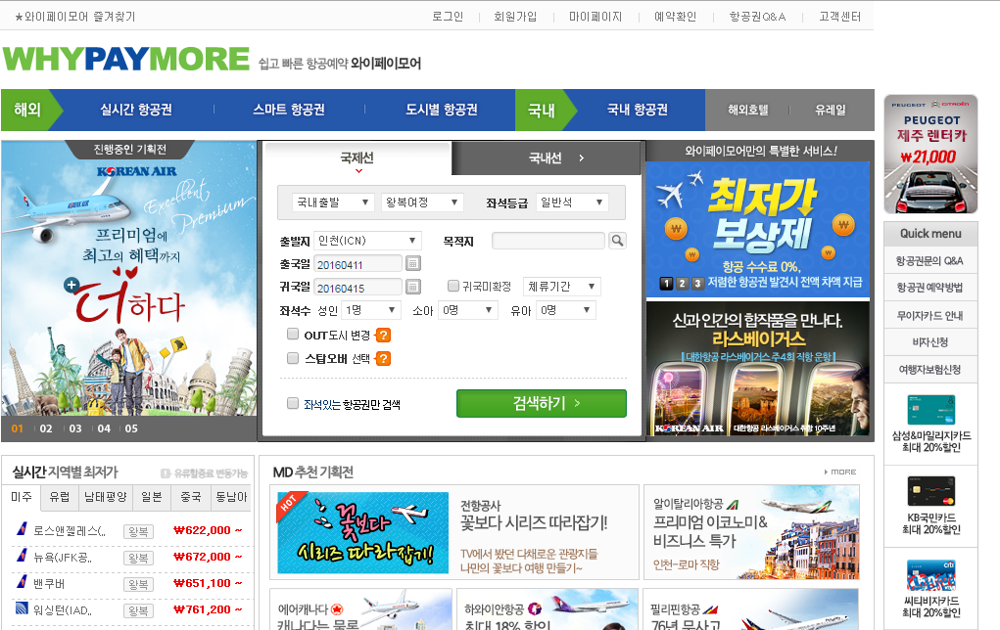 ★와이페이모어 즐겨찾기
로그인
회원가입
마이페이지
예약확인
항공권Q&A
고객센터
WHYPAYMORE 쉽고 빠른 항공예약 와이페이모어
해외
실시간 항공권
스마트 항공권
도시별 항공권
국내
국내 항공권
해외호텔
유레일
진행중인 기획전
KOREAN AIR
Excellent,
Premium
프리미엄에
최고의 혜택까지
더하다
01 02 03 04 05
국제선
국내선 >
국내출발 ▼ 왕복여정 ▼ 좌석등급 일반석 ▼
출발지 인천(ICN) ▼ 목적지
출국일 20160411
귀국일 20160415 귀국미확정 체류기간 ▼
좌석수 성인 1명 ▼ 소아 0명 ▼ 유아 0명 ▼
OUT도시 변경 ?
스탑오버 선택 ?
좌석있는 항공권만 검색
검색하기 >
와이페이모어만의 특별한 서비스!
최저가
보상제
항공 수수료 0%,
1 2 3 저렴한 항공권 발견시 전액 차액 지급
신과 인간의 합작품을 만나다.
라스베이거스
대한항공 라스베이거스 주4회 직항 운항
KOREAN AIR 대한항공 라스베이거스 취항 10주년
PEUGEOT CITROËN
PEUGEOT
제주 렌터카
₩21,000
Quick menu
항공권문의 Q&A
항공권 예약방법
무이자카드 안내
비자신청
여행자보험신청
삼성&마일리지카드
최대 20%할인
KB국민카드
최대 20%할인
citi
씨티비자카드
최대 20%할인
실시간 지역별 최저가
유류할증료 변동가능
미주 유럽 남태평양 일본 중국 동남아
로스앤젤레스(.. 왕복 ₩622,000 ~
뉴욕(JFK공.. 왕복 ₩672,000 ~
밴쿠버 왕복 ₩651,100 ~
워싱턴(IAD.. 왕복 ₩761,200 ~
MD 추천 기획전
MORE
HOT
꽃보다
시리즈 따라잡기!
전항공사
꽃보다 시리즈 따라잡기!
TV에서 봤던 다채로운 관광지들
나만의 꽃보다 여행 만들기~
알이탈리아항공
프리미엄 이코노미&
비즈니스 특가
인천~로마 직항
에어캐나다
캐나다는 물론
하와이안항공
최대 18% 할인
필리핀항공
76년 무사고